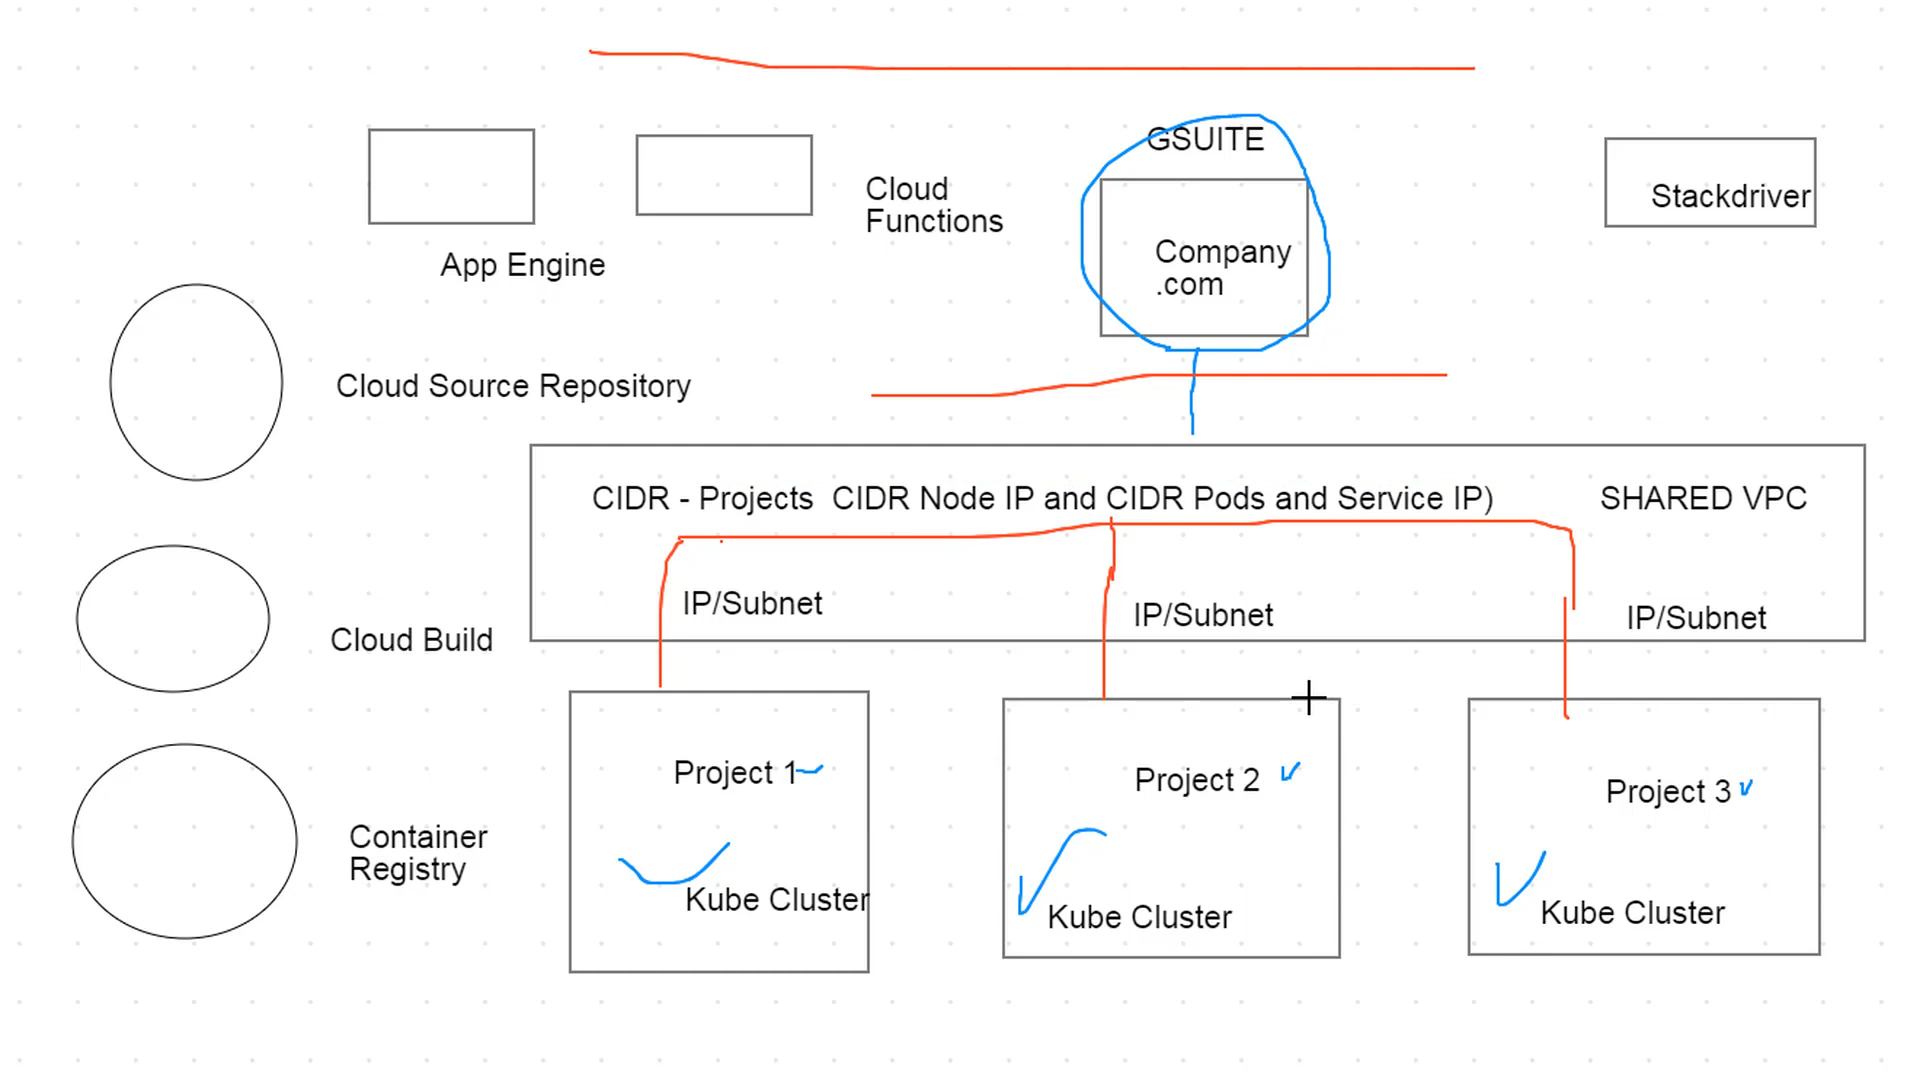 GSUITE
Cloud
Functions
Stackdriver
Company
.com
App Engine
Cloud Source Repository
CIDR - Projects  CIDR Node IP and CIDR Pods and Service IP)
SHARED VPC
IP/Subnet
IP/Subnet
IP/Subnet
Cloud Build
Project 1
Project 2
Project 3
Container
Registry
Kube Cluster
Kube Cluster
Kube Cluster